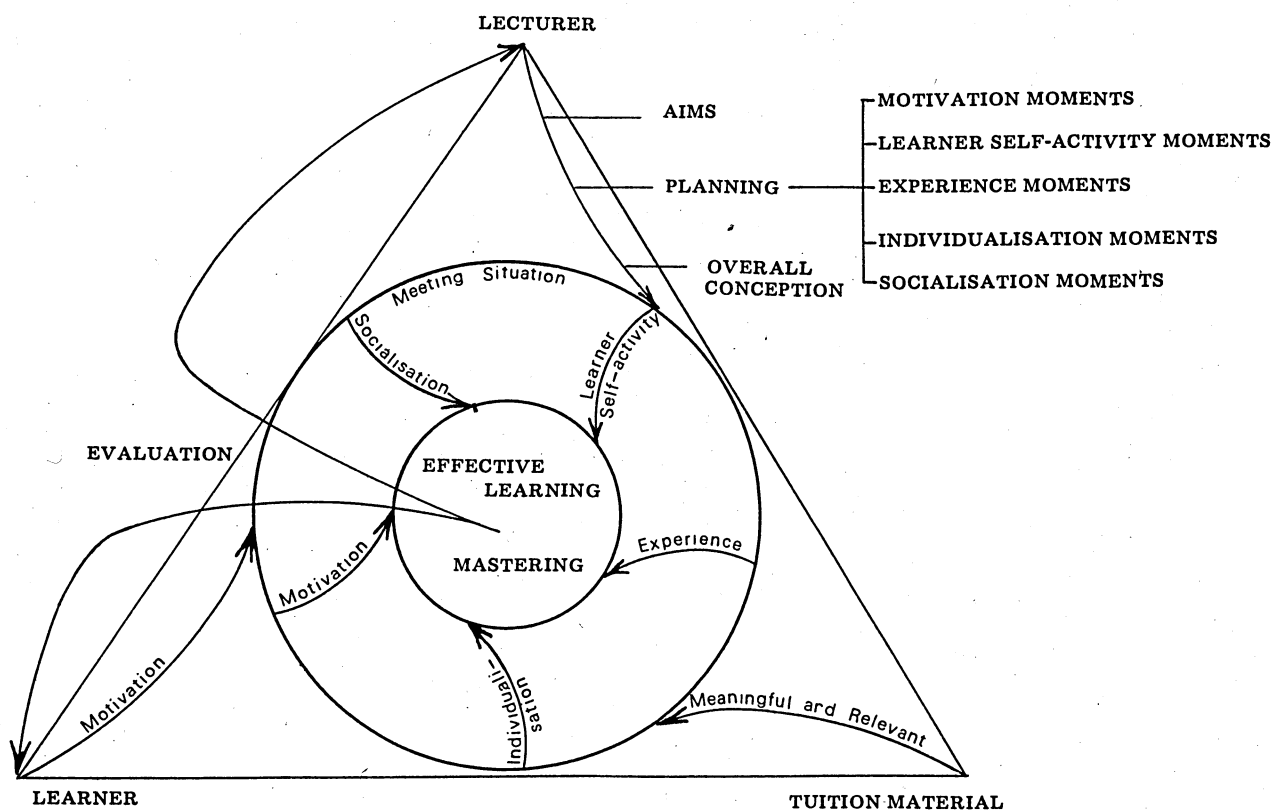 LECTURER
AIMS
PLANNING
OVERALL
CONCEPTION
MOTIVATION MOMENTS
LEARNER SELF-ACTIVITY MOMENTS
EXPERIENCE MOMENTS
INDIVIDUALISATION MOMENTS
SOCIALISATION MOMENTS
Meeting Situation
Socialisation
Learner
Self-activity
EVALUATION
EFFECTIVE
LEARNING
MASTERING
Experience
Motivation
Individuali-
sation
Motivation
Meaningful ard Relevant
LEARNER
TUITION MATERIAL